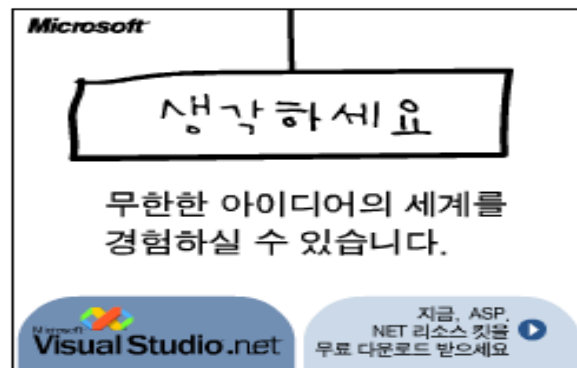 Microsoft
생각하세요
무한한 아이디어의 세계를
경험하실 수 있습니다.
Microsoft
Visual Studio.net
지금, ASP.
NET 리소스 킷을
무료 다운로드 받으세요